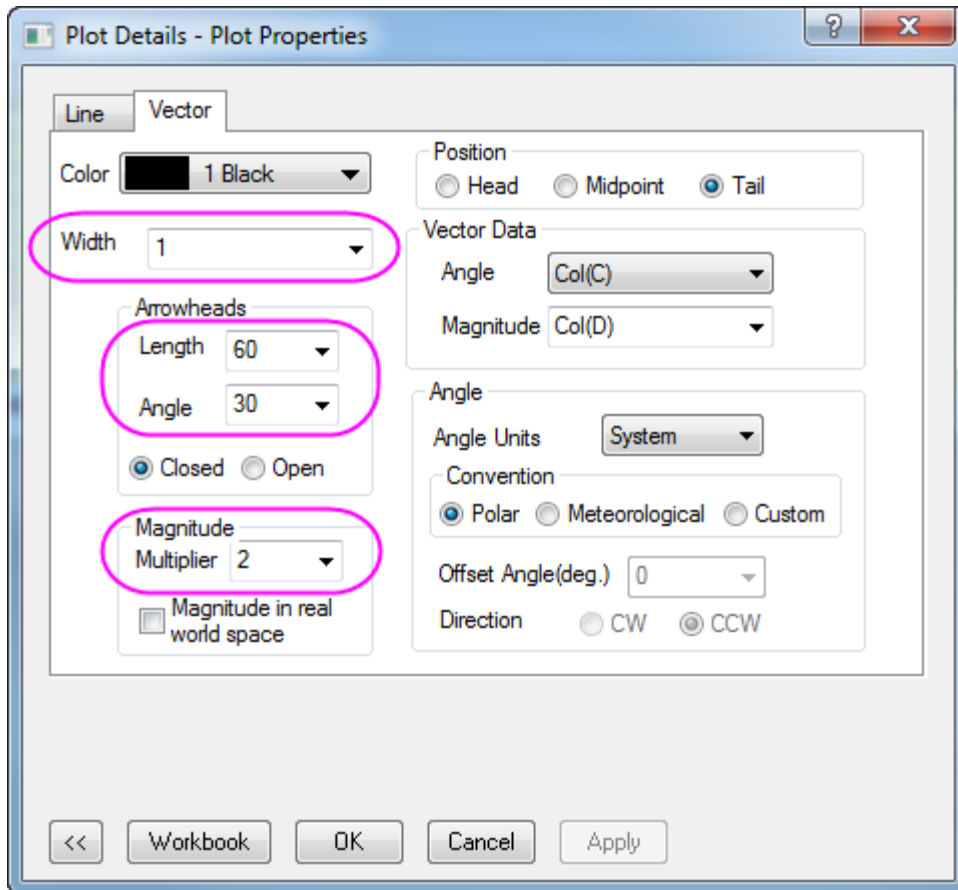 Plot Details - Plot Properties
?
X
Line
Vector
Color
1 Black
Width
1
Arrowheads
Length
60
Angle
30
Closed
Open
Magnitude
Multiplier
2
Magnitude in real
world space
Position
Head
Midpoint
Tail
Vector Data
Angle
Col(C)
Magnitude
Col(D)
Angle
Angle Units
System
Convention
Polar
Meteorological
Custom
Offset Angle(deg.)
0
Direction
CW
CCW
<<
Workbook
OK
Cancel
Apply